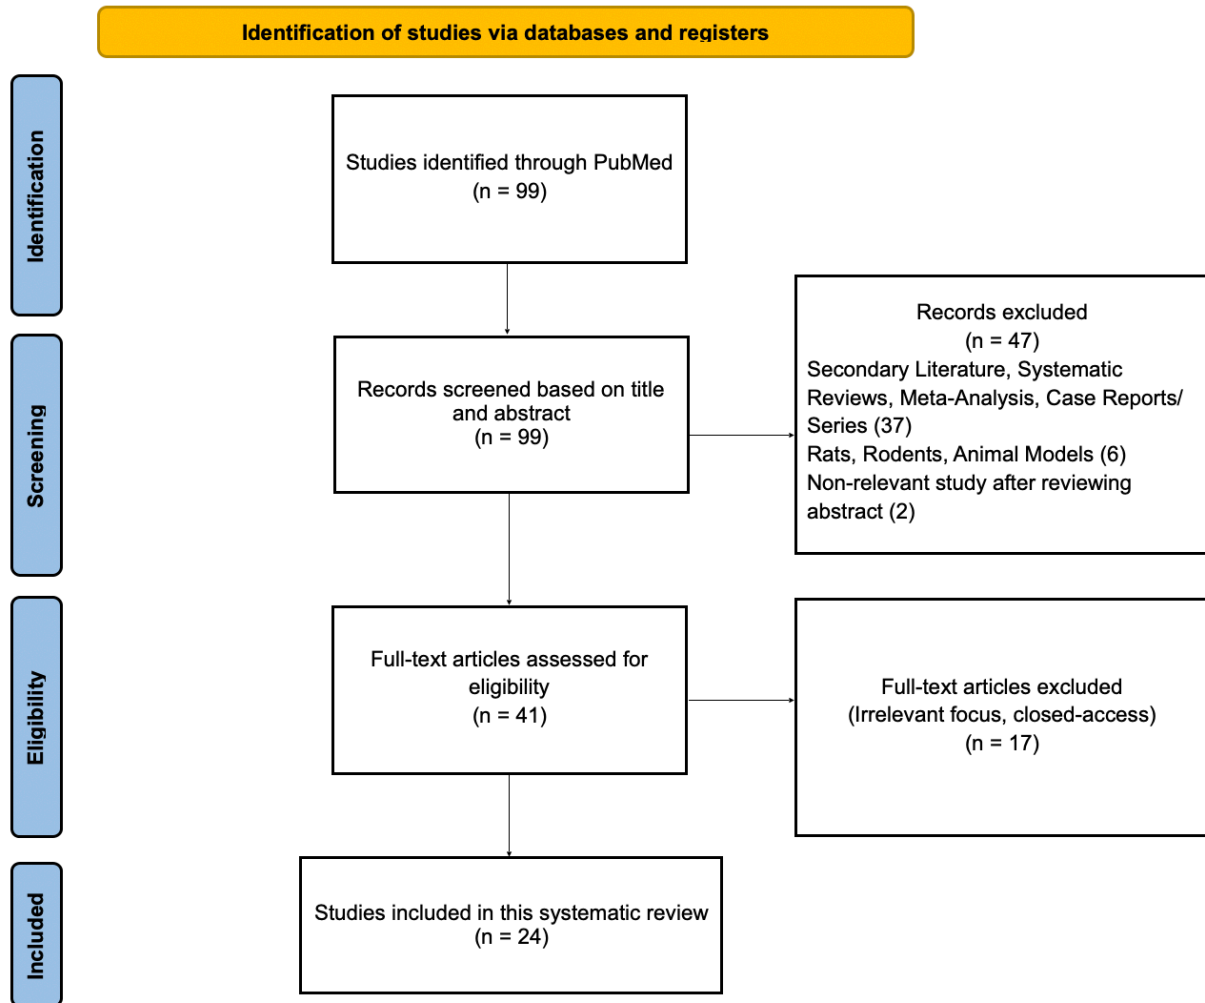 Identification of studies via databases and registers
Identification
Studies identified through PubMed
(n = 99)
Screening
Records screened based on title
and abstract
(n = 99)
Records excluded
(n = 47)
Secondary Literature, Systematic
Reviews, Meta-Analysis, Case Reports/
Series (37)
Rats, Rodents, Animal Models (6)
Non-relevant study after reviewing
abstract (2)
Eligibility
Full-text articles assessed for
eligibility
(n = 41)
Full-text articles excluded
(Irrelevant focus, closed-access)
(n = 17)
Included
Studies included in this systematic review
(n = 24)